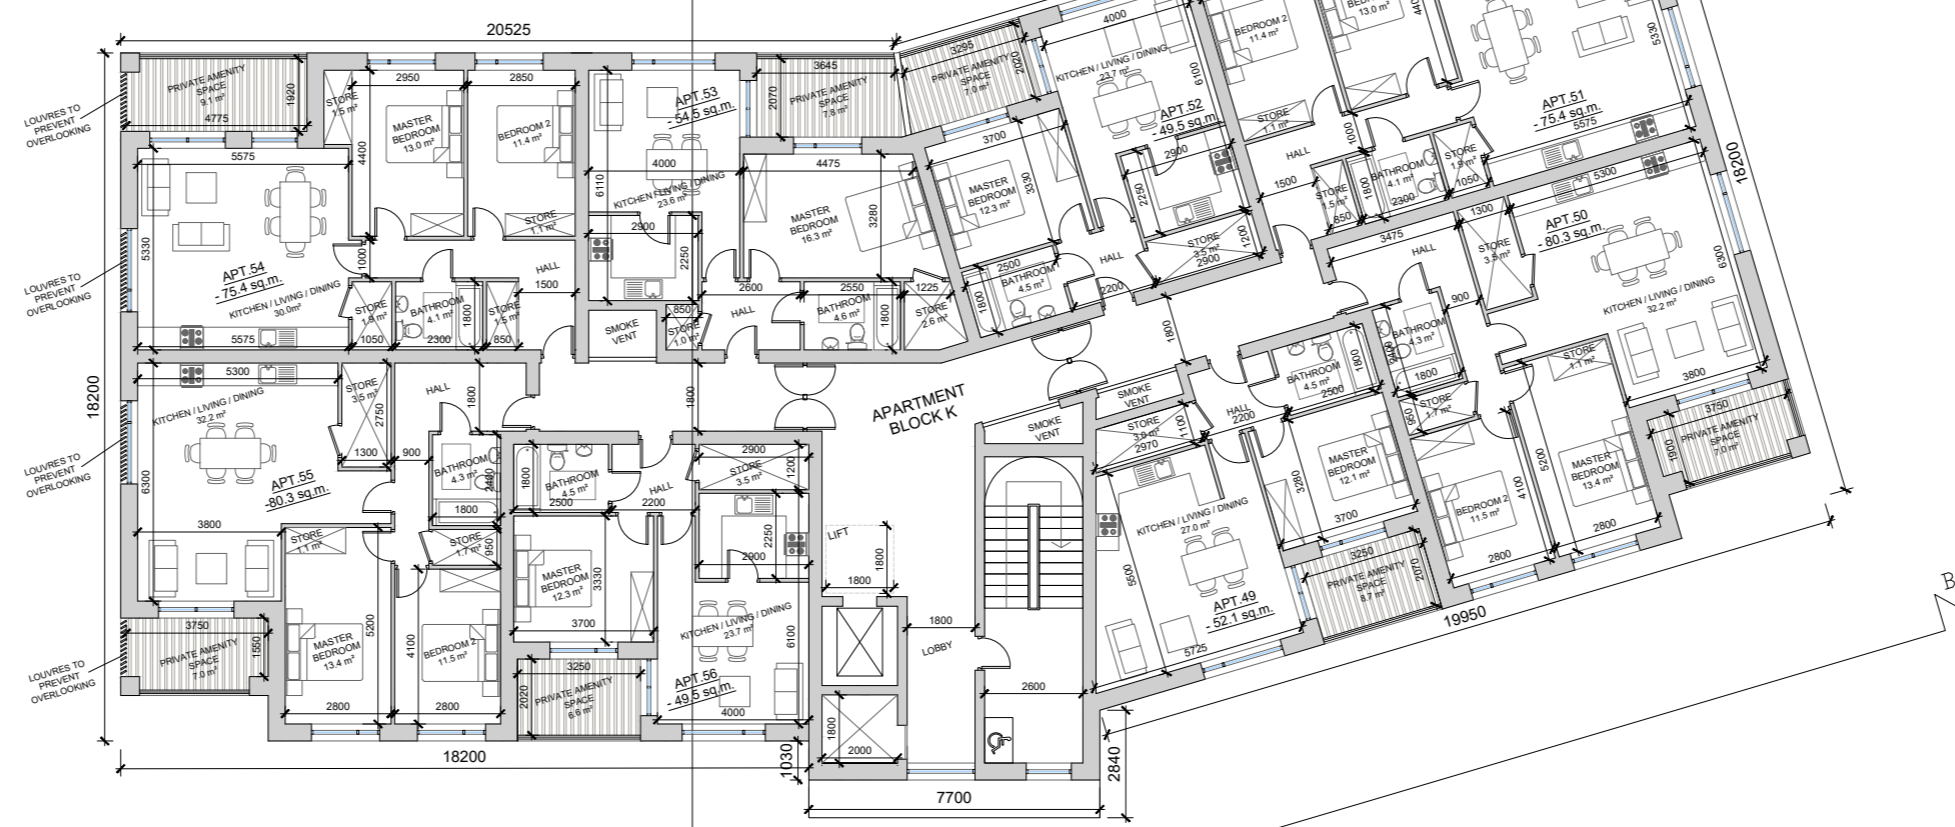 20525
18200
18200
1030
7700
2840
19950
18200
LOUVRES TO
PREVENT
OVERLOOKING
LOUVRES TO
PREVENT
OVERLOOKING
LOUVRES TO
PREVENT
OVERLOOKING
LOUVRES TO
PREVENT
OVERLOOKING
PRIVATE AMENITY
SPACE
9.1 m²
1920
4775
5575
5330
APT.54
- 75.4 sq.m.
KITCHEN / LIVING / DINING
30.0m²
5575
STORE
1.5 m²
2950
4400
MASTER
BEDROOM
13.0 m²
2850
BEDROOM 2
11.4 m²
STORE
1.1 m²
1000
HALL
1500
STORE
1.9 m²
1050
BATHROOM
4.1 m²
2300
1800
STORE
1.5 m²
850
APT.53
- 54.5 sq.m.
4000
6110
KITCHEN / LIVING / DINING
23.6 m²
2900
2250
SMOKE
VENT
850
STORE
1.0 m²
2600
HALL
3645
2070
PRIVATE AMENITY
SPACE
7.8 m²
4475
MASTER
BEDROOM
16.3 m²
3280
2550
BATHROOM
4.6 m²
1800
1225
STORE
2.6 m²
3295
2020
PRIVATE AMENITY
SPACE
7.0 m²
4000
KITCHEN / LIVING / DINING
23.7 m²
6100
APT.52
- 49.5 sq.m.
2900
2250
3700
3330
MASTER
BEDROOM
12.3 m²
2500
BATHROOM
4.5 m²
1800
HALL
2200
STORE
3.5 m²
2900
1200
BEDROOM 2
11.4 m²
13.0 m²
STORE
1.1 m²
1000
HALL
1500
STORE
1.5 m²
850
1800
BATHROOM
4.1 m²
2300
STORE
1.9 m²
1050
APT.51
- 75.4 sq.m.
5575
5330
5300
APT.50
- 80.3 sq.m.
KITCHEN / LIVING / DINING
32.2 m²
6300
3800
1300
STORE
3.5 m²
3475
HALL
900
BATHROOM
4.3 m²
2400
1800
STORE
1.7 m²
950
STORE
1.1 m²
5200
MASTER
BEDROOM
13.4 m²
2800
4100
BEDROOM 2
11.5 m²
2800
3750
1900
PRIVATE AMENITY
SPACE
7.0 m²
1800
SMOKE
VENT
SMOKE
VENT
APARTMENT
BLOCK K
1800
STORE
3.0 m²
2970
1100
HALL
2200
BATHROOM
4.5 m²
1800
2500
MASTER
BEDROOM
12.1 m²
3280
3700
KITCHEN / LIVING / DINING
27.0 m²
5500
APT.49
- 52.1 sq.m.
5725
3250
2070
PRIVATE AMENITY
SPACE
8.7 m²
5300
KITCHEN / LIVING / DINING
32.2 m²
STORE
3.5 m²
2750
1300
APT.55
-80.3 sq.m.
6300
3800
HALL
1800
900
BATHROOM
4.3 m²
2400
1800
STORE
1.7 m²
950
STORE
1.1 m²
3750
1550
PRIVATE AMENITY
SPACE
7.0 m²
5200
MASTER
BEDROOM
13.4 m²
2800
4100
BEDROOM 2
11.5 m²
2800
1800
BATHROOM
4.5 m²
2500
HALL
2200
2900
STORE
3.5 m²
1200
2250
2900
MASTER
BEDROOM
12.3 m²
3330
3700
KITCHEN / LIVING / DINING
23.7 m²
6100
APT.56
- 49.5 sq.m.
4000
3250
2020
PRIVATE AMENITY
SPACE
6.6 m²
LIFT
1800
1800
1800
LOBBY
2600
1800
2000
B